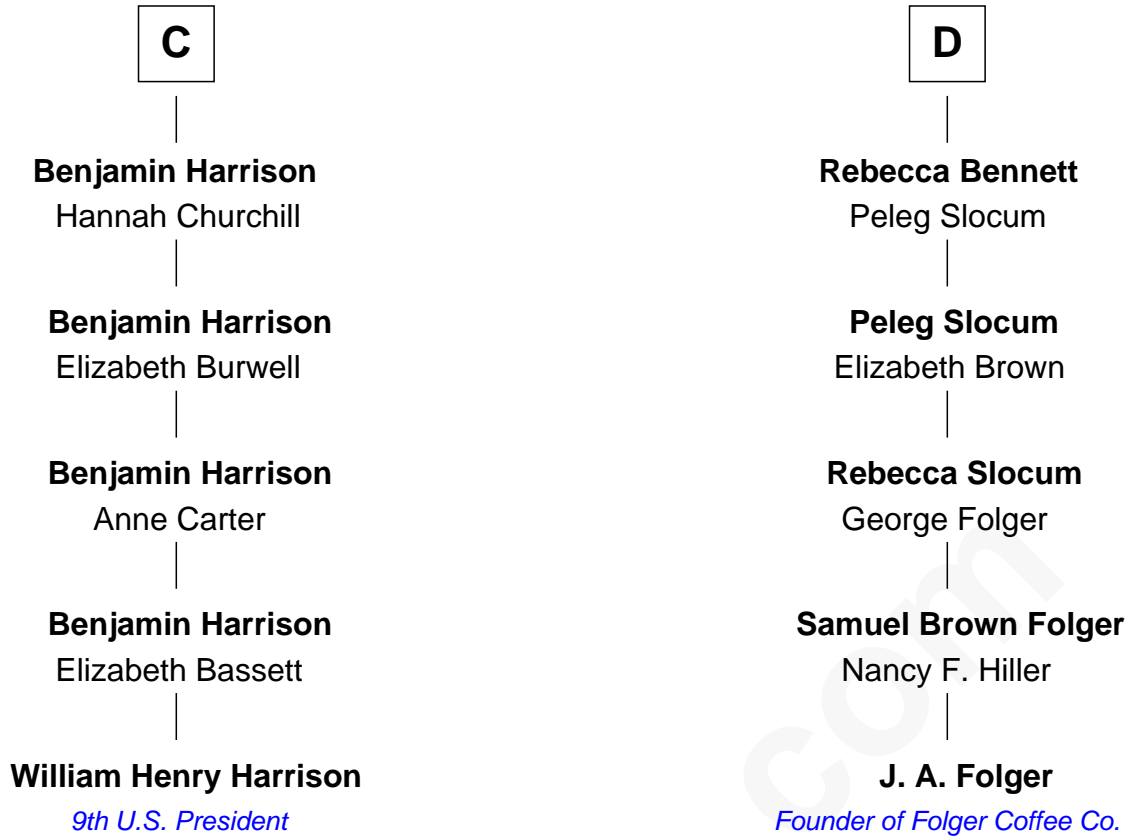 C
Benjamin Harrison
Hannah Churchill
Benjamin Harrison
Elizabeth Burwell
Benjamin Harrison
Anne Carter
Benjamin Harrison
Elizabeth Bassett
William Henry Harrison
9th U.S. President
D
Rebecca Bennett
Peleg Slocum
Peleg Slocum
Elizabeth Brown
Rebecca Slocum
George Folger
Samuel Brown Folger
Nancy F. Hiller
J. A. Folger
Founder of Folger Coffee Co.
com